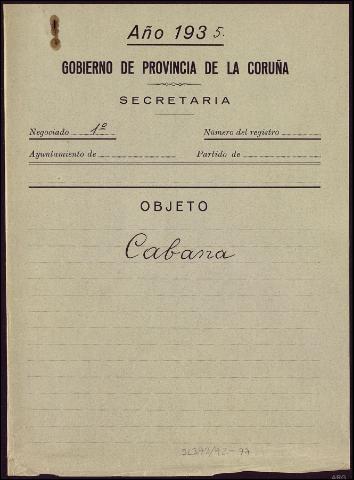 Año 1935.
GOBIERNO DE PROVINCIA DE LA CORUÑA
SECRETARIA
Negociado 1º Número del registro
Ayuntamiento de Partido de
OBJETO
Cabana